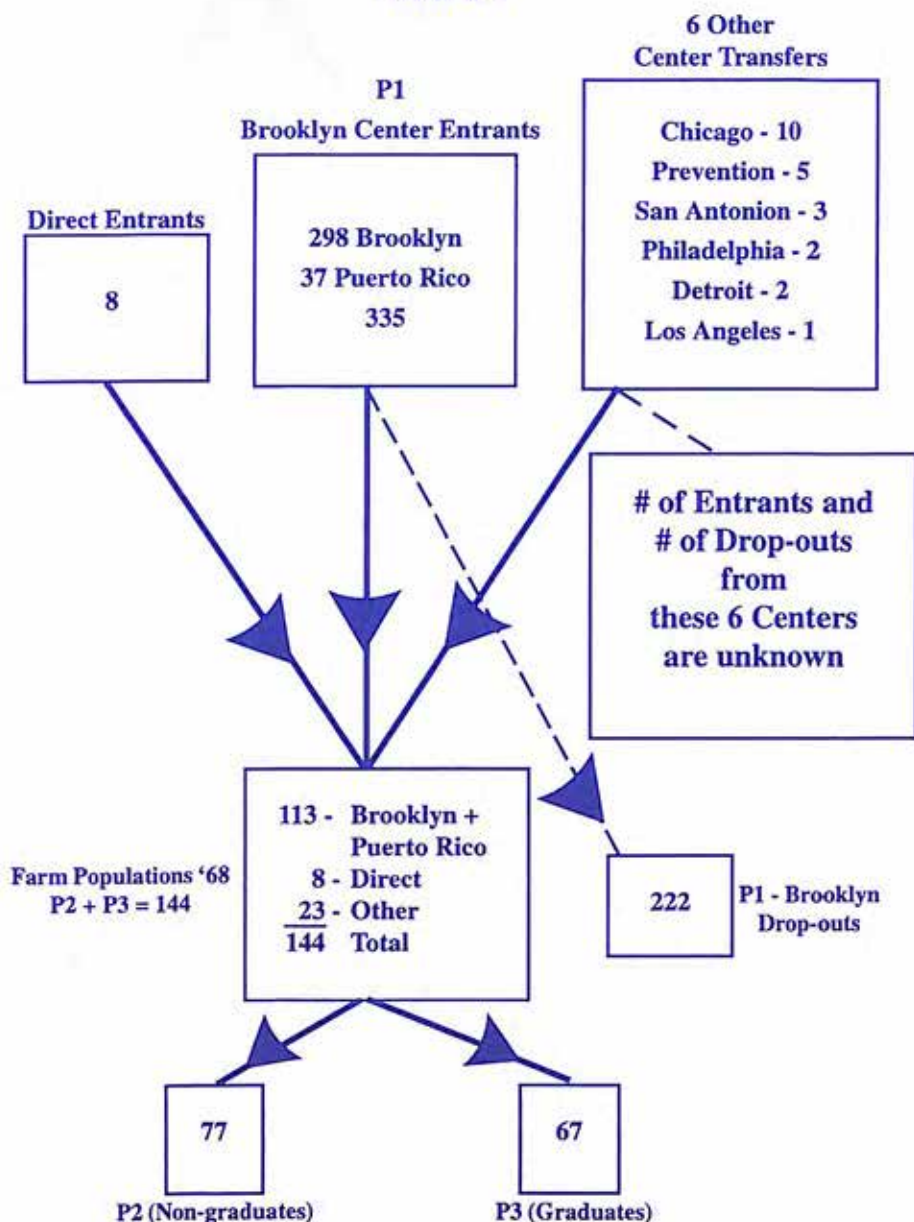 6 Other
Center Transfers
Chicago - 10
Prevention - 5
San Antonion - 3
Philadelphia - 2
Detroit - 2
Los Angeles - 1
P1
Brooklyn Center Entrants
298 Brooklyn
37 Puerto Rico
335
Direct Entrants
8
# of Entrants and
# of Drop-outs
from
these 6 Centers
are unknown
Farm Populations ‘68
P2 + P3 = 144
113 - Brooklyn +
Puerto Rico
8 - Direct
23 - Other
144 Total
222
P1 - Brooklyn
Drop-outs
77
P2 (Non-graduates)
67
P3 (Graduates)